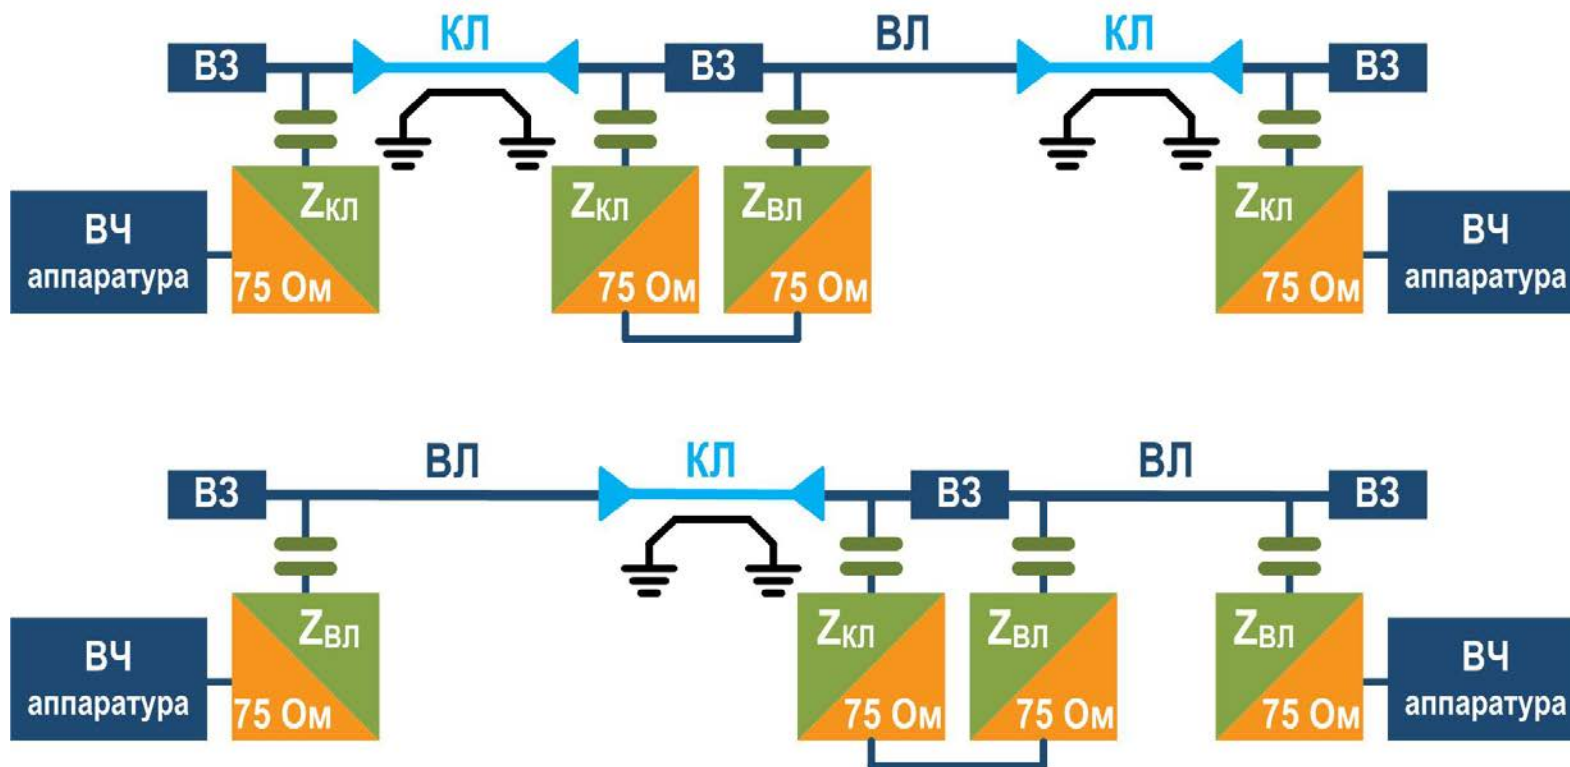 КЛ ВЛ КЛ
ВЗ ВЗ ВЗ
ZКЛ ZКЛ ZВЛ ZКЛ
ВЧ ВЧ
аппаратура 75 Ом 75 Ом 75 Ом 75 Ом аппаратура
ВЛ КЛ ВЛ
ВЗ ВЗ ВЗ
ZВЛ ZКЛ ZВЛ ZВЛ
ВЧ ВЧ
аппаратура 75 Ом 75 Ом 75 Ом 75 Ом аппаратура